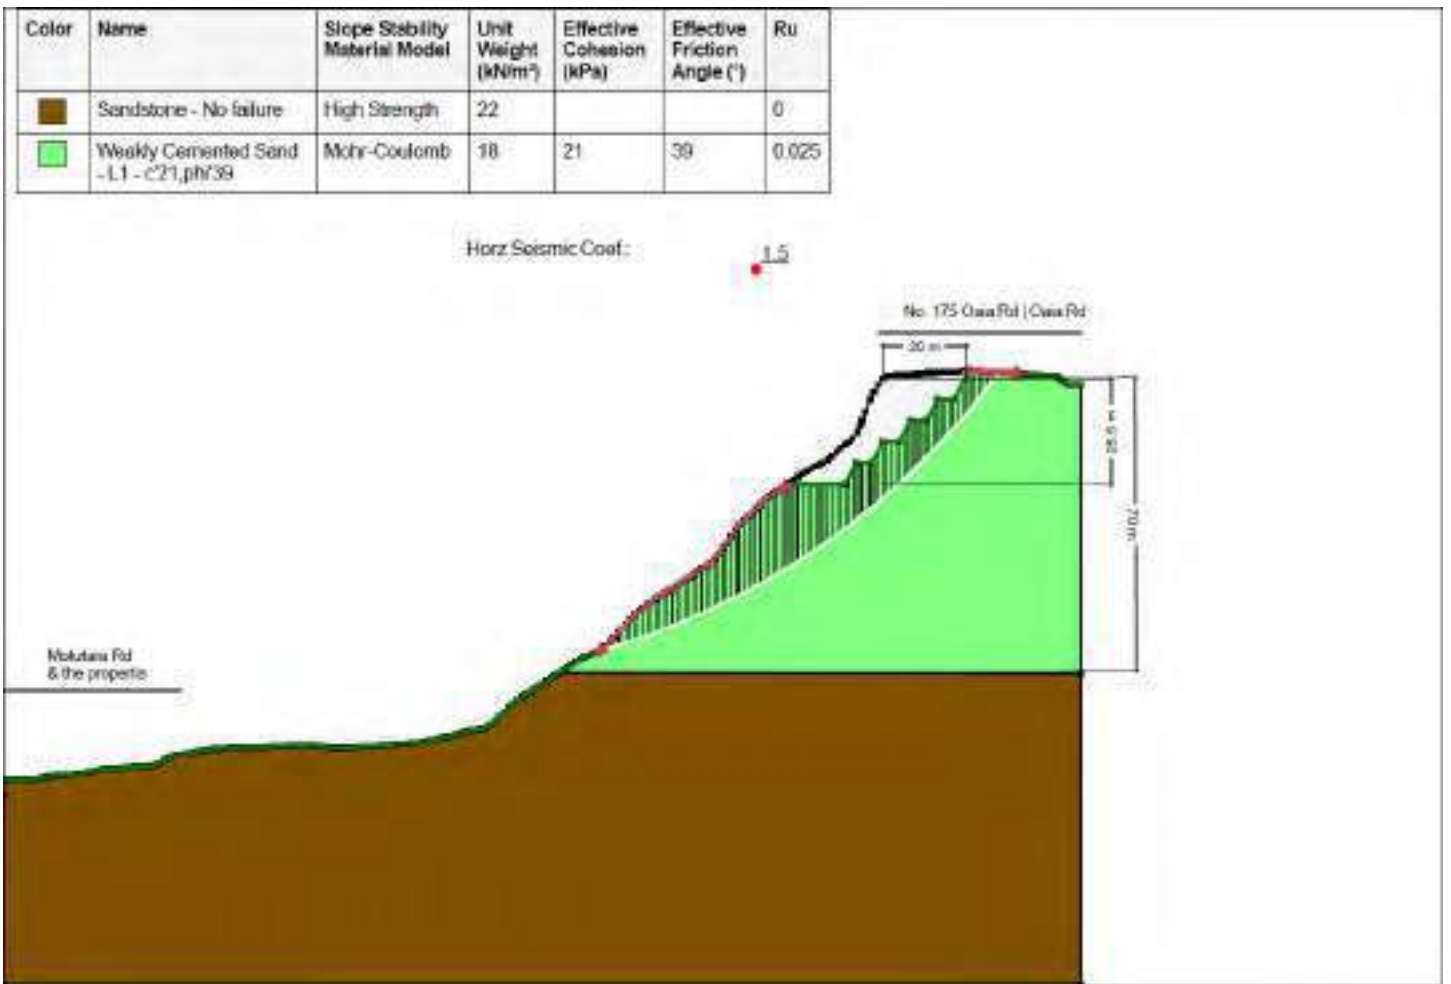 Color Name Slope Stability Unit Effective Effective Ru
Material Model Weight Cohesion Friction
(kN/m³) (kPa) Angle (°)
Sandstone - No failure High Strength 22 0
Weakly Cemented Sand Mohr-Coulomb 18 21 39 0.025
- L1 - c'21,phi'39
Horz Seismic Coef.:
1.5
No. 175 Oaia Rd | Oaia Rd
20 m
70 m
Motutara Rd
& the propertis